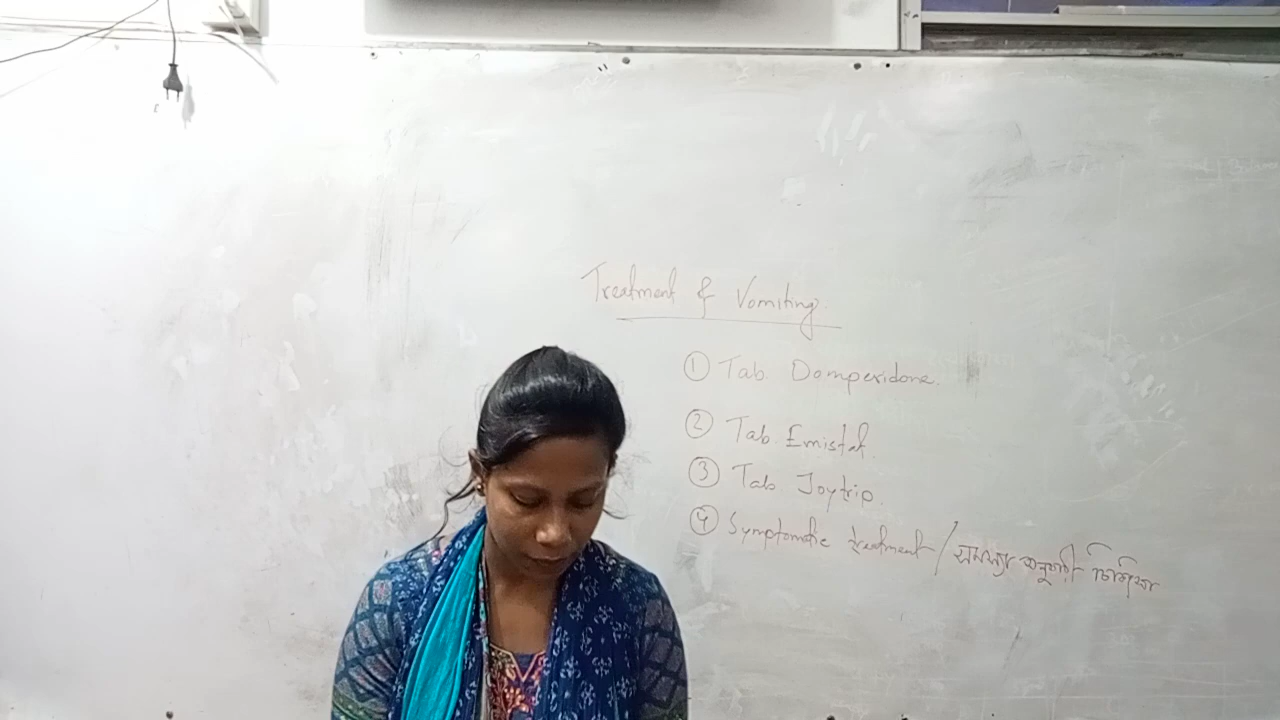 Treatment of Vomiting.
① Tab. Domperidone.
② Tab. Emistat.
③ Tab Joytrip.
④ Symptomatic treatment / সমস্যা অনুযায়ী চিকিৎসা